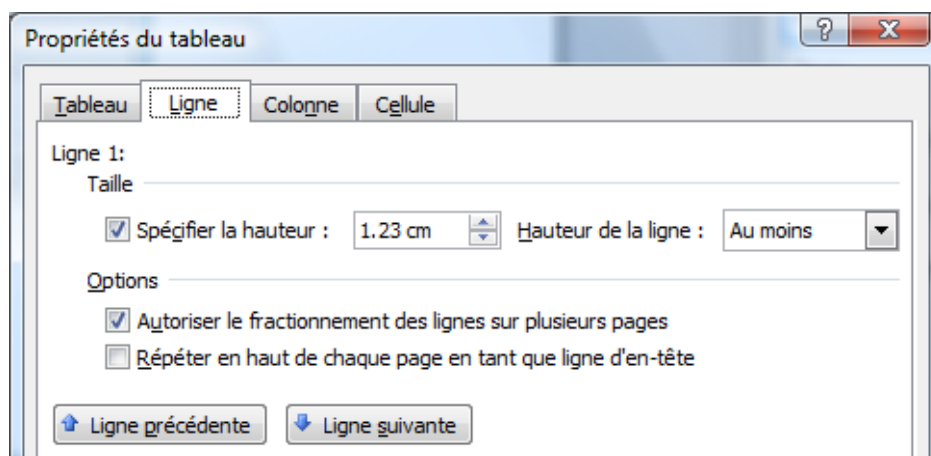 Propriétés du tableau
Tableau Ligne Colonne Cellule
Ligne 1:
Taille
Spécifier la hauteur : 1.23 cm Hauteur de la ligne : Au moins
Options
Autoriser le fractionnement des lignes sur plusieurs pages
Répéter en haut de chaque page en tant que ligne d'en-tête
Ligne précédente Ligne suivante